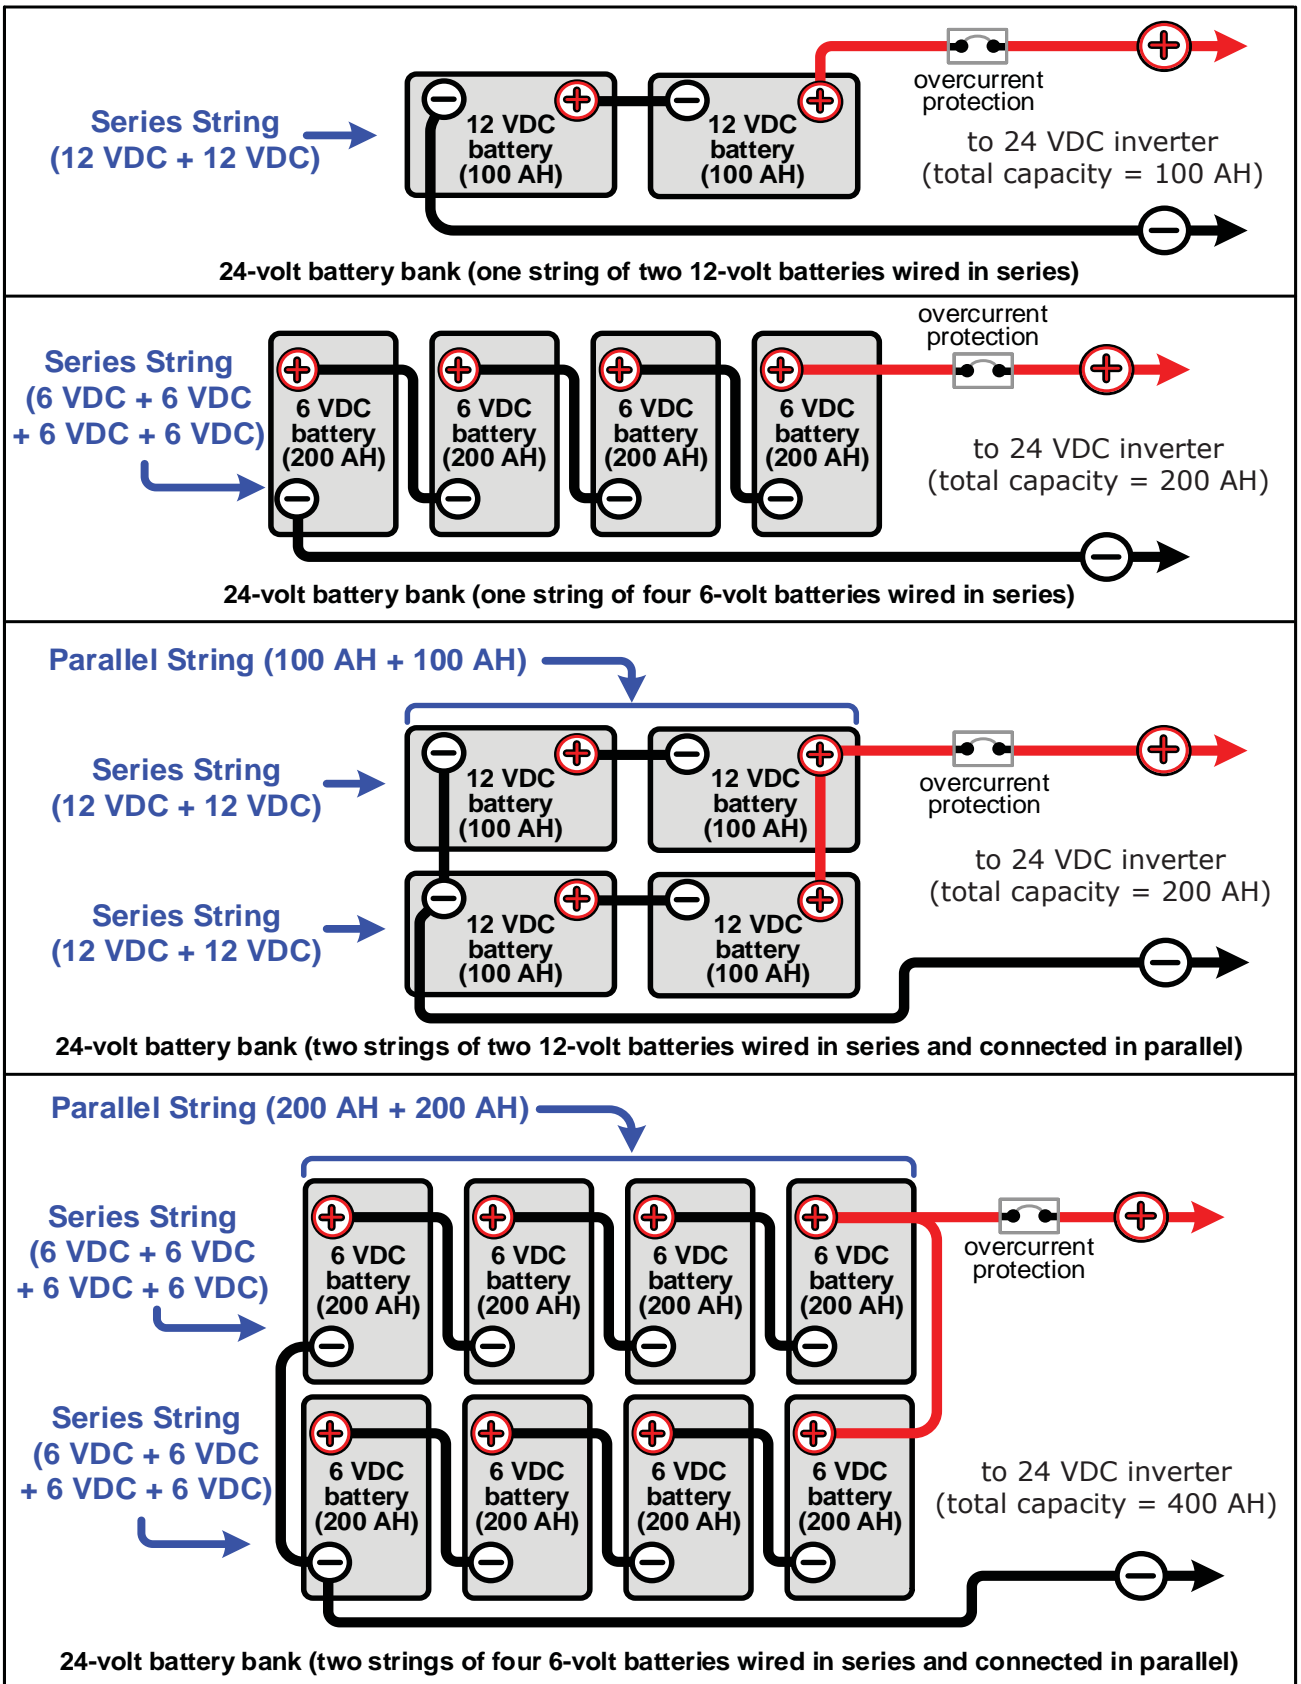 Series String
(12 VDC + 12 VDC)
12 VDC
battery
(100 AH)
12 VDC
battery
(100 AH)
overcurrent
protection
to 24 VDC inverter
(total capacity = 100 AH)
24-volt battery bank (one string of two 12-volt batteries wired in series)
Series String
(6 VDC + 6 VDC
+ 6 VDC + 6 VDC)
6 VDC
battery
(200 AH)
6 VDC
battery
(200 AH)
6 VDC
battery
(200 AH)
6 VDC
battery
(200 AH)
overcurrent
protection
to 24 VDC inverter
(total capacity = 200 AH)
24-volt battery bank (one string of four 6-volt batteries wired in series)
Parallel String (100 AH + 100 AH)
Series String
(12 VDC + 12 VDC)
12 VDC
battery
(100 AH)
12 VDC
battery
(100 AH)
overcurrent
protection
Series String
(12 VDC + 12 VDC)
12 VDC
battery
(100 AH)
12 VDC
battery
(100 AH)
to 24 VDC inverter
(total capacity = 200 AH)
24-volt battery bank (two strings of two 12-volt batteries wired in series and connected in parallel)
Parallel String (200 AH + 200 AH)
Series String
(6 VDC + 6 VDC
+ 6 VDC + 6 VDC)
6 VDC
battery
(200 AH)
6 VDC
battery
(200 AH)
6 VDC
battery
(200 AH)
6 VDC
battery
(200 AH)
overcurrent
protection
Series String
(6 VDC + 6 VDC
+ 6 VDC + 6 VDC)
6 VDC
battery
(200 AH)
6 VDC
battery
(200 AH)
6 VDC
battery
(200 AH)
6 VDC
battery
(200 AH)
to 24 VDC inverter
(total capacity = 400 AH)
24-volt battery bank (two strings of four 6-volt batteries wired in series and connected in parallel)